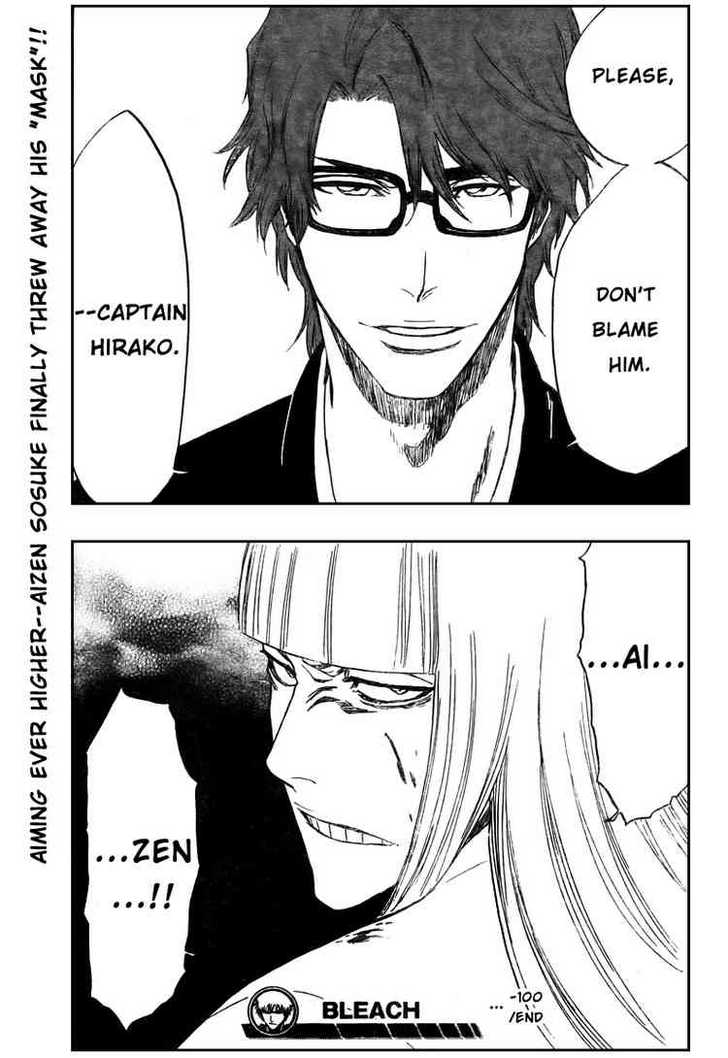 AIMING EVER HIGHER--AIZEN SOSUKE FINALLY THREW AWAY HIS "MASK"!!
PLEASE,
DON'T
BLAME
HIM.
--CAPTAIN
HIRAKO.
...AI...
...ZEN
...!!
BLEACH
... -100
/END